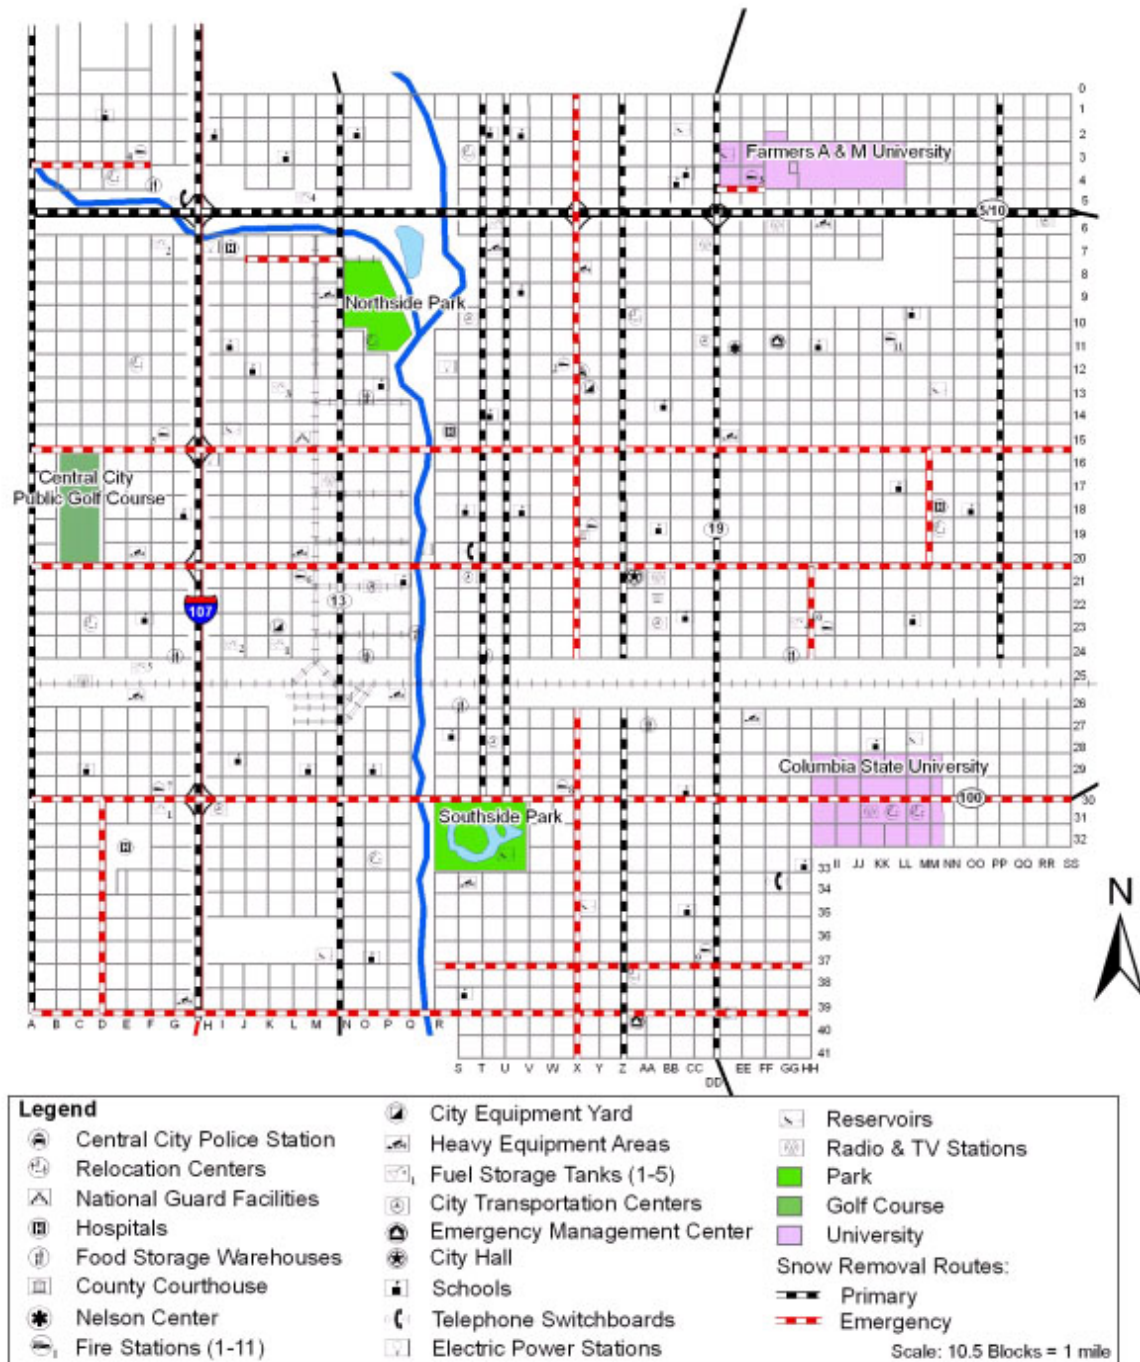 0
1
2
3
4
5
6
7
8
9
10
11
12
13
14
15
16
17
18
19
20
21
22
23
24
25
26
27
28
29
30
31
32
Farmers A & M University
5/10
Northside Park
Central City
Public Golf Course
19
107
13
Columbia State University
100
Southside Park
II JJ KK LL MM NN OO PP QQ RR SS
33
34
35
36
37
38
39
40
41
A B C D E F G H I J K L M N O P Q R
S T U V W X Y Z AA BB CC DD EE FF GG HH
N
Legend
Central City Police Station
Relocation Centers
National Guard Facilities
Hospitals
Food Storage Warehouses
County Courthouse
Nelson Center
Fire Stations (1-11)
City Equipment Yard
Heavy Equipment Areas
Fuel Storage Tanks (1-5)
City Transportation Centers
Emergency Management Center
City Hall
Schools
Telephone Switchboards
Electric Power Stations
Reservoirs
Radio & TV Stations
Park
Golf Course
University
Snow Removal Routes:
Primary
Emergency
Scale: 10.5 Blocks = 1 mile